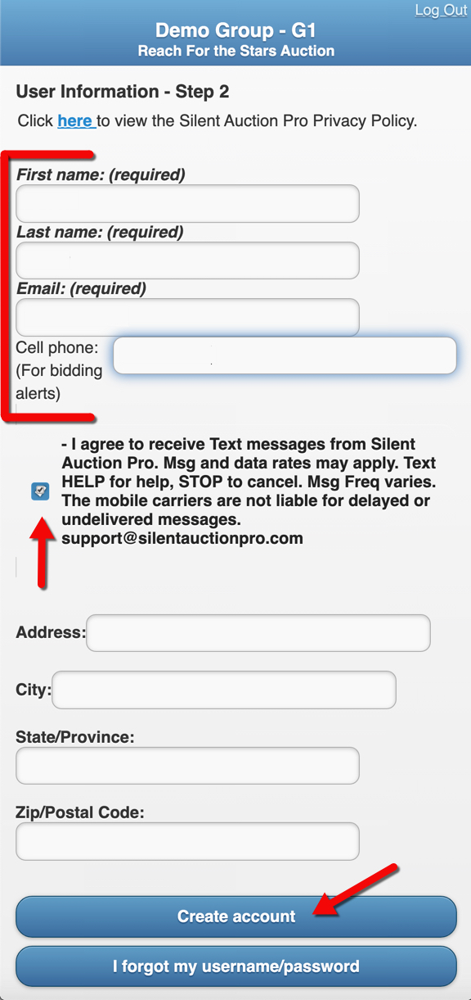 Log Out
Demo Group - G1
Reach For the Stars Auction
User Information - Step 2
Click here to view the Silent Auction Pro Privacy Policy.
First name: (required)
Last name: (required)
Email: (required)
Cell phone:
(For bidding
alerts)
- I agree to receive Text messages from Silent
Auction Pro. Msg and data rates may apply. Text
HELP for help, STOP to cancel. Msg Freq varies.
The mobile carriers are not liable for delayed or
undelivered messages.
support@silentauctionpro.com
Address:
City:
State/Province:
Zip/Postal Code:
Create account
I forgot my username/password